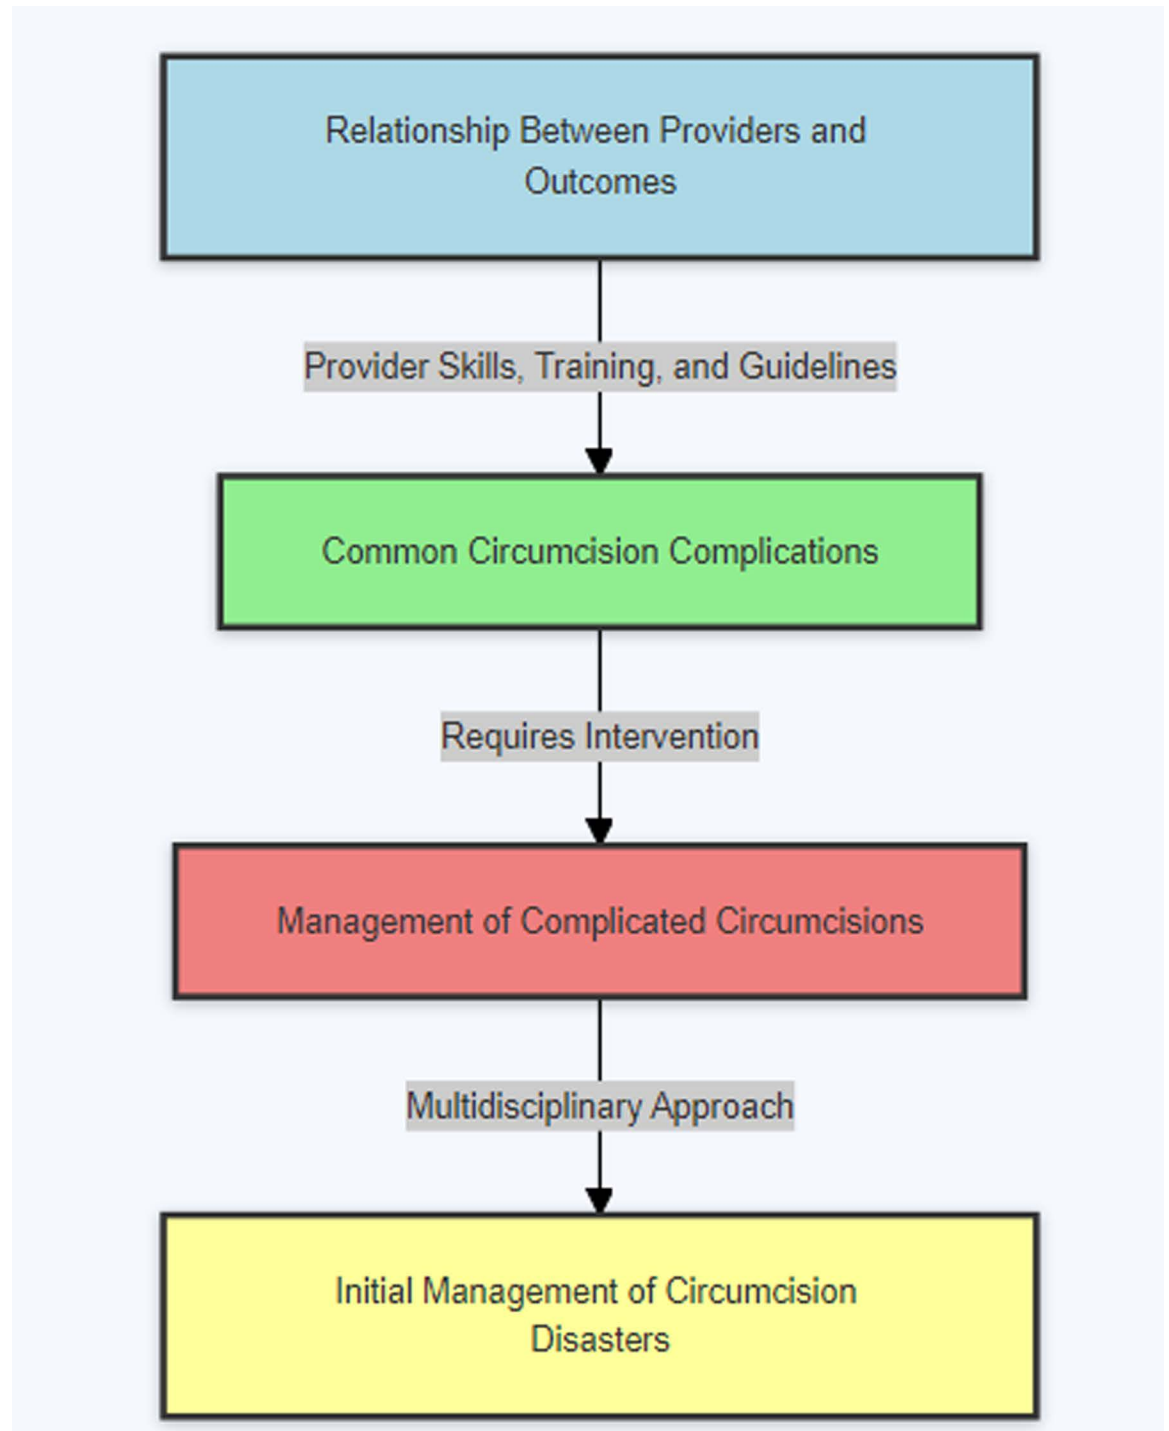 Relationship Between Providers and
Outcomes
Provider Skills, Training, and Guidelines
Common Circumcision Complications
Requires Intervention
Management of Complicated Circumcisions
Multidisciplinary Approach
Initial Management of Circumcision
Disasters